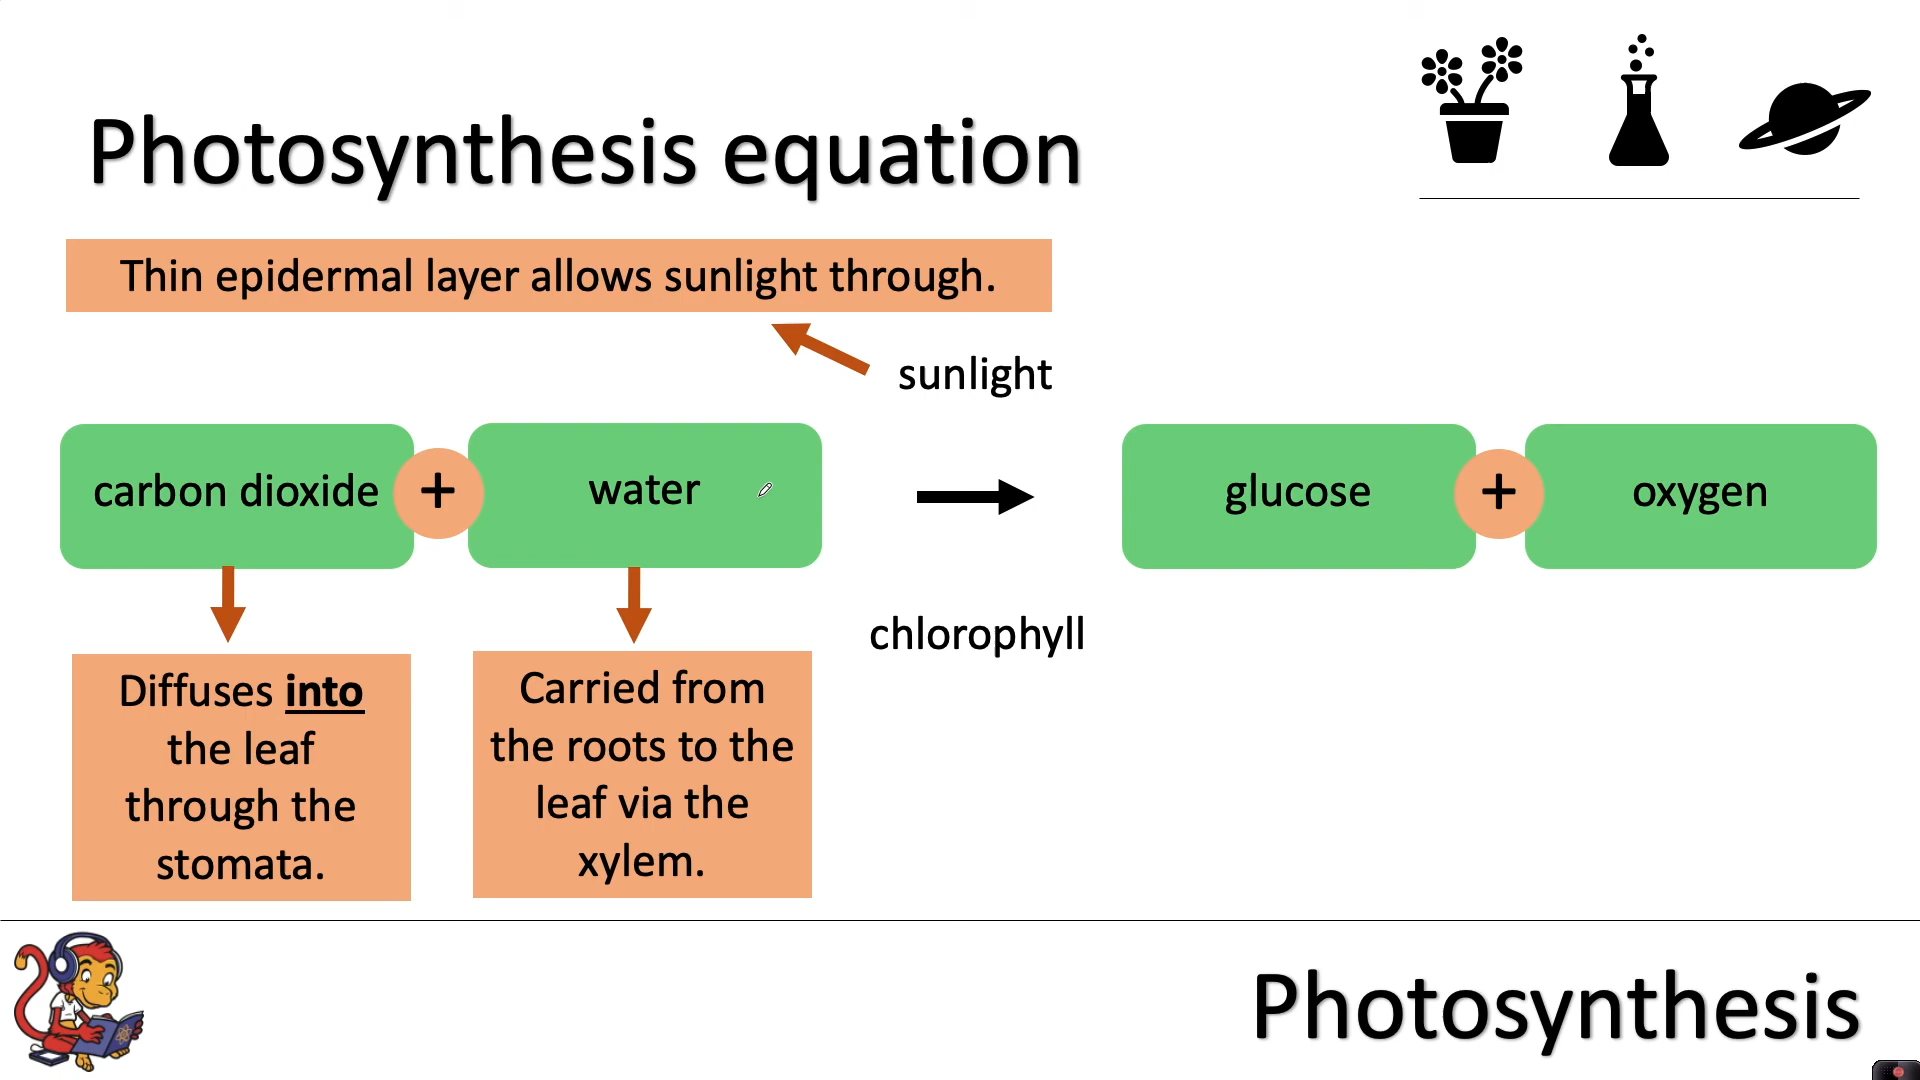 Photosynthesis equation
Thin epidermal layer allows sunlight through.
sunlight
carbon dioxide + water
glucose + oxygen
chlorophyll
Diffuses into
the leaf
through the
stomata.
Carried from
the roots to the
leaf via the
xylem.
Photosynthesis